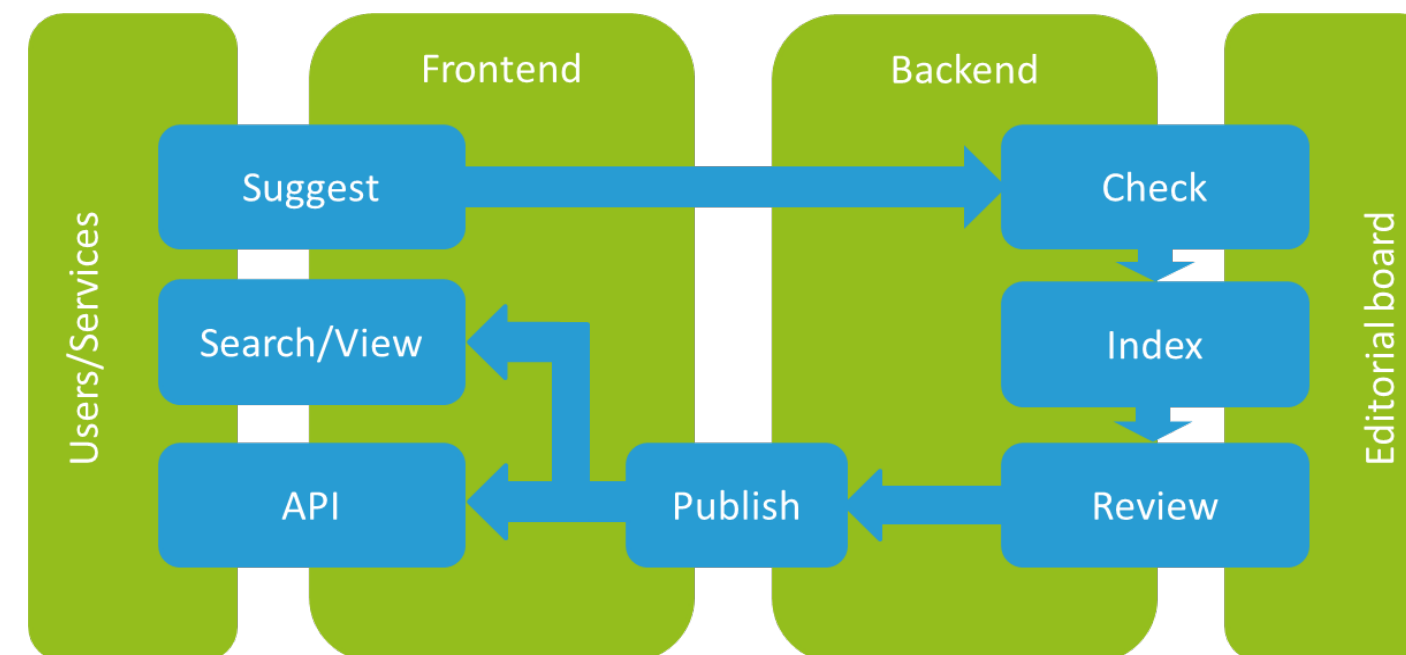 Frontend
Backend
Users/Services
Suggest
Check
Search/View
Index
API
Publish
Review
Editorial board